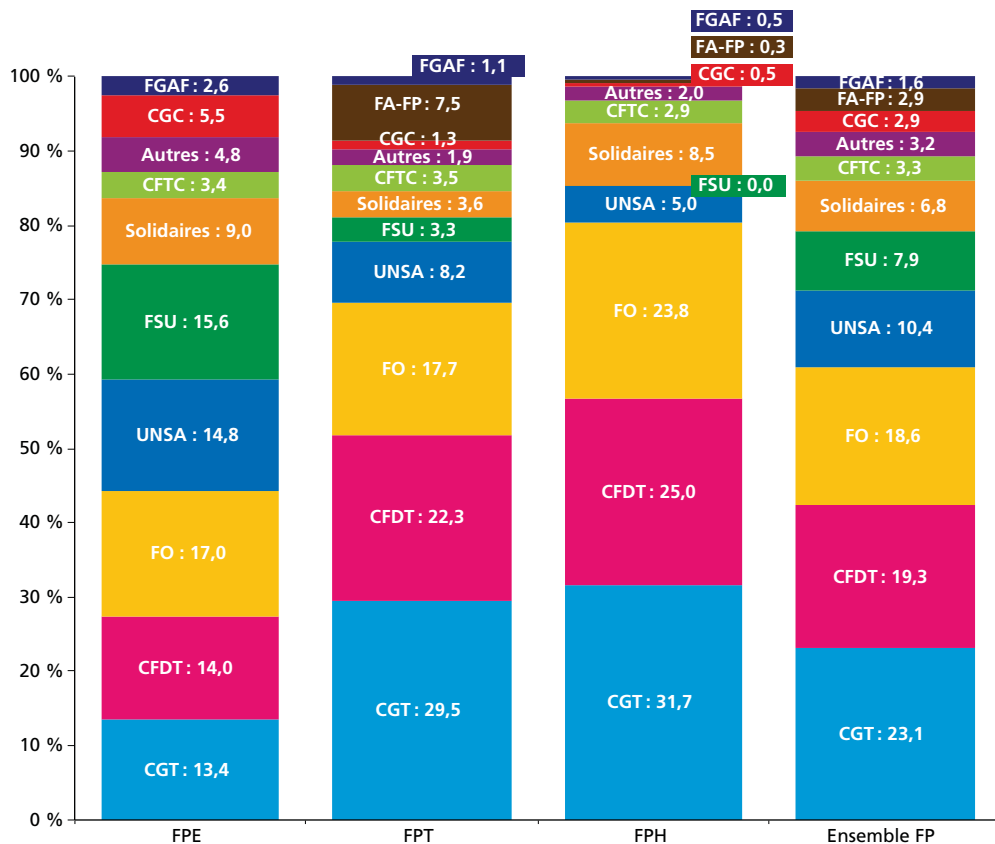 FGAF : 0,5
FA-FP : 0,3
CGC : 0,5
FGAF : 1,1
100 %
90 %
80 %
70 %
60 %
50 %
40 %
30 %
20 %
10 %
0 %
FGAF : 2,6
CGC : 5,5
Autres : 4,8
CFTC : 3,4
Solidaires : 9,0
FSU : 15,6
UNSA : 14,8
FO : 17,0
CFDT : 14,0
CGT : 13,4
FA-FP : 7,5
CGC : 1,3
Autres : 1,9
CFTC : 3,5
Solidaires : 3,6
FSU : 3,3
UNSA : 8,2
FO : 17,7
CFDT : 22,3
CGT : 29,5
Autres : 2,0
CFTC : 2,9
Solidaires : 8,5
FSU : 0,0
UNSA : 5,0
FO : 23,8
CFDT : 25,0
CGT : 31,7
FGAF : 1,6
FA-FP : 2,9
CGC : 2,9
Autres : 3,2
CFTC : 3,3
Solidaires : 6,8
FSU : 7,9
UNSA : 10,4
FO : 18,6
CFDT : 19,3
CGT : 23,1
FPE
FPT
FPH
Ensemble FP